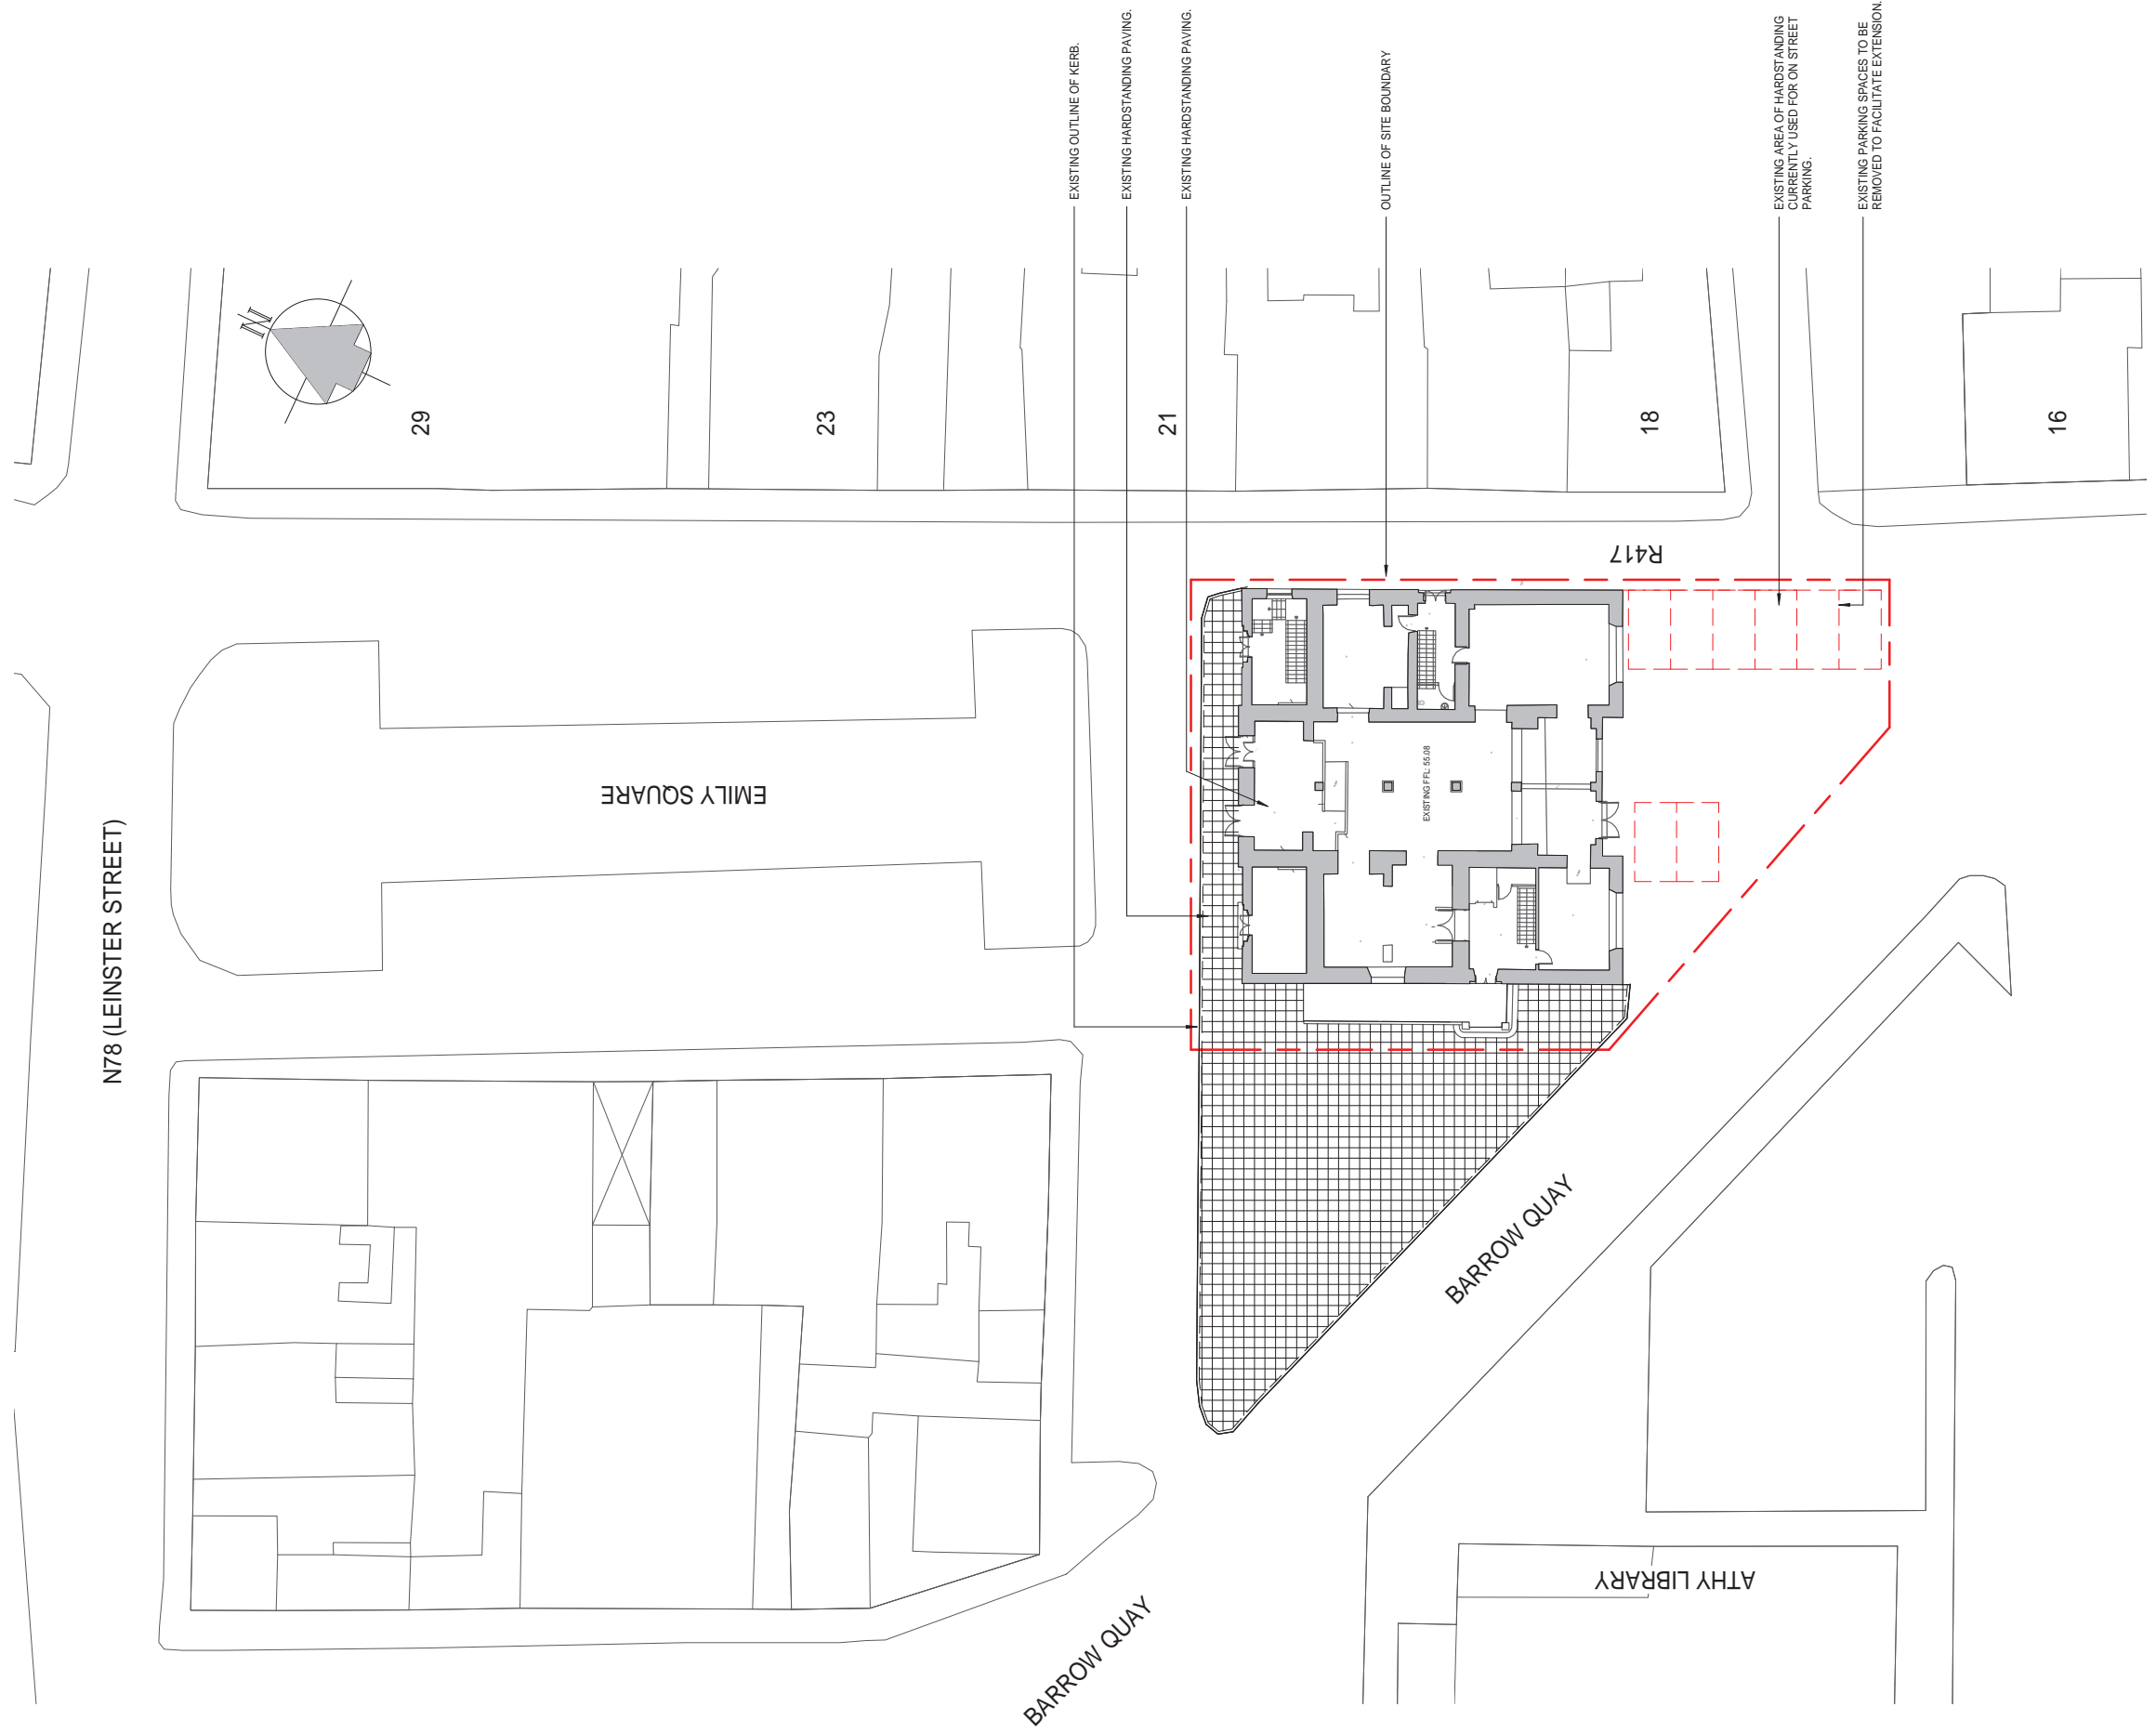 EXISTING OUTLINE OF KERB.
EXISTING HARDSTANDING PAVING.
EXISTING HARDSTANDING PAVING.
OUTLINE OF SITE BOUNDARY
EXISTING AREA OF HARDSTANDING
CURRENTLY USED FOR ON STREET
PARKING.
EXISTING PARKING SPACES TO BE
REMOVED TO FACILITATE EXTENSION.
N
29
23
21
18
16
R417
EMILY SQUARE
N78 (LEINSTER STREET)
EXISTING FFL: 55.08
BARROW QUAY
BARROW QUAY
ATHY LIBRARY